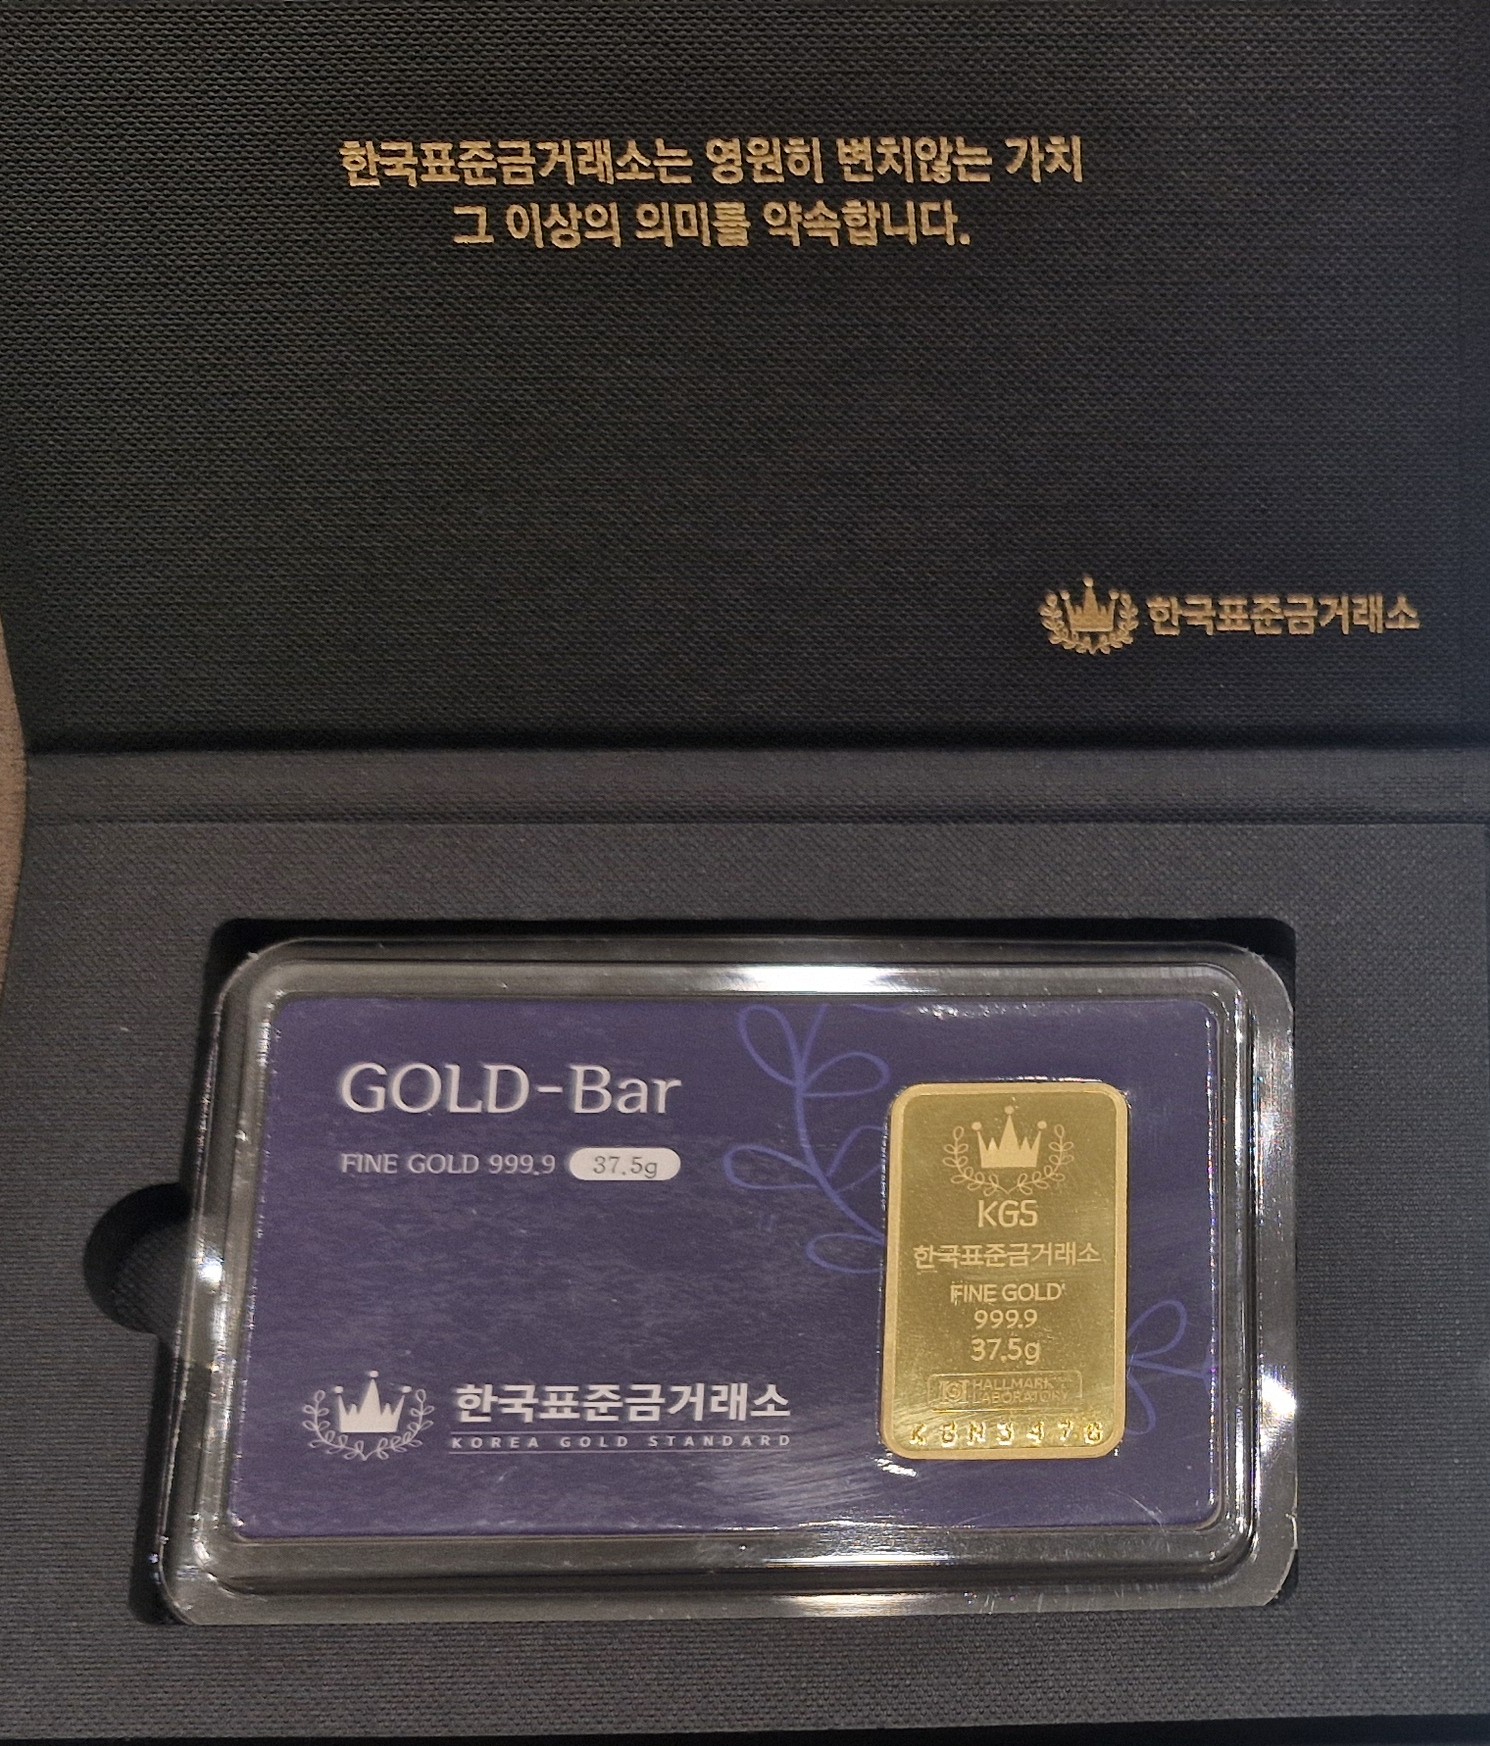 한국표준금거래소는 영원히 변치않는 가치
그 이상의 의미를 약속합니다.
한국표준금거래소
GOLD-Bar
FINE GOLD 999.9 37.5g
한국표준금거래소
KOREA GOLD STANDARD
KGS
한국표준금거래소
FINE GOLD
999.9
37.5g
HALLMARK
LABORATORY